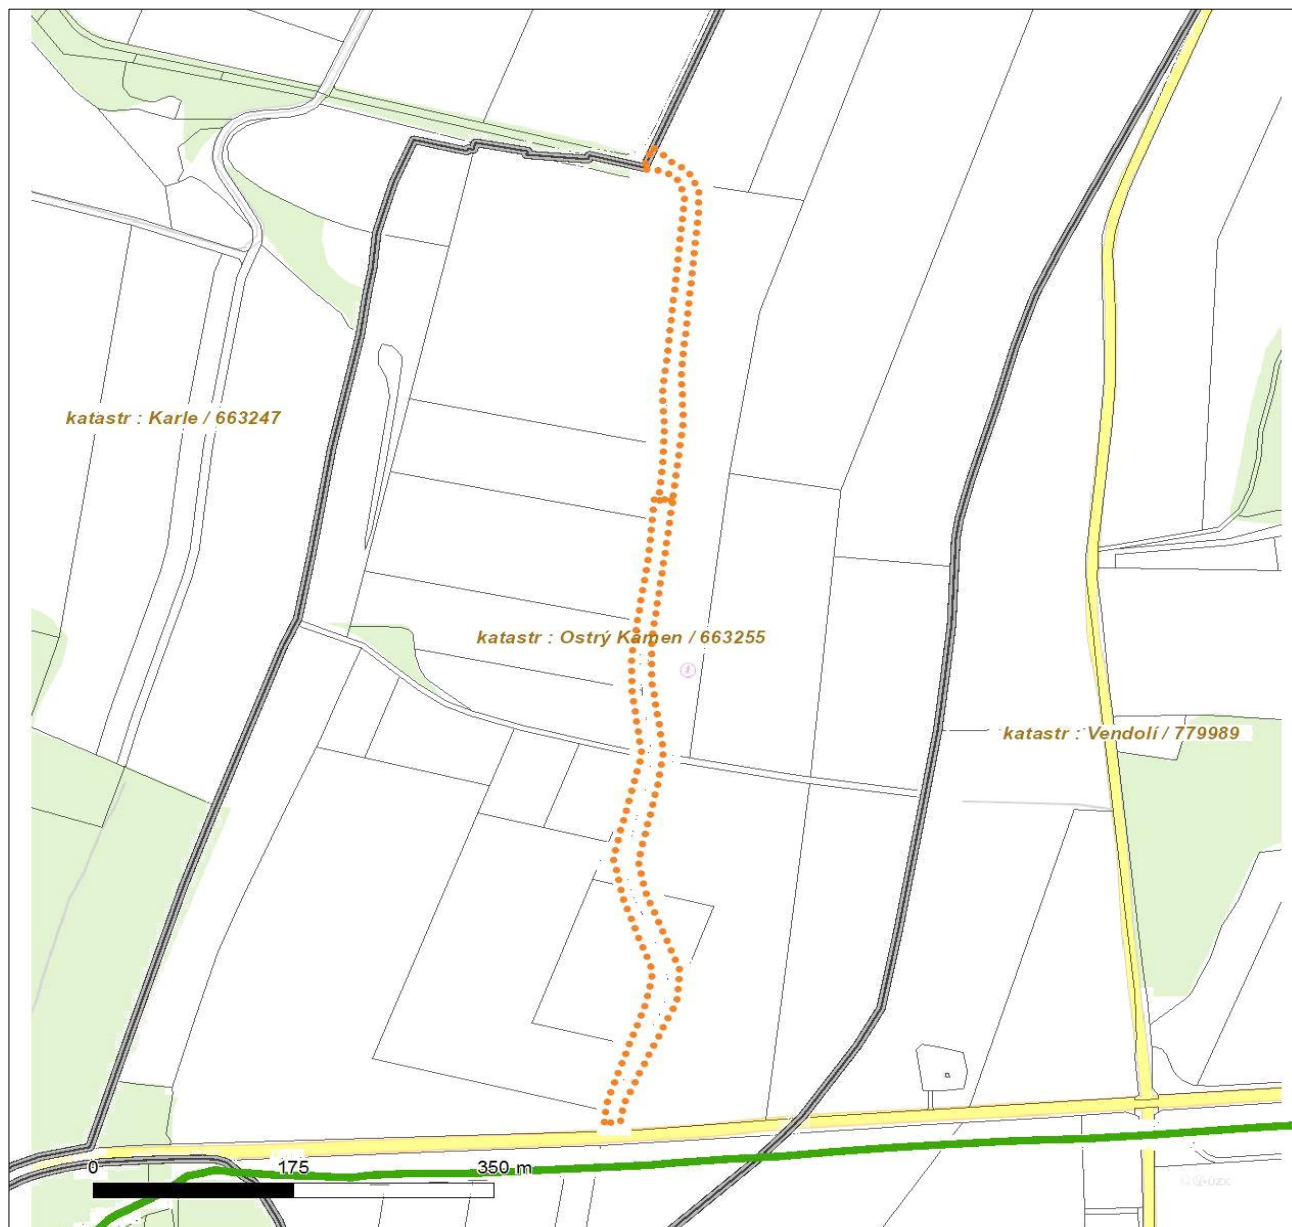 katastr : Karle / 663247
katastr : Ostrý Kámen / 663255
katastr : Vendolí / 779989
0 175 350 m